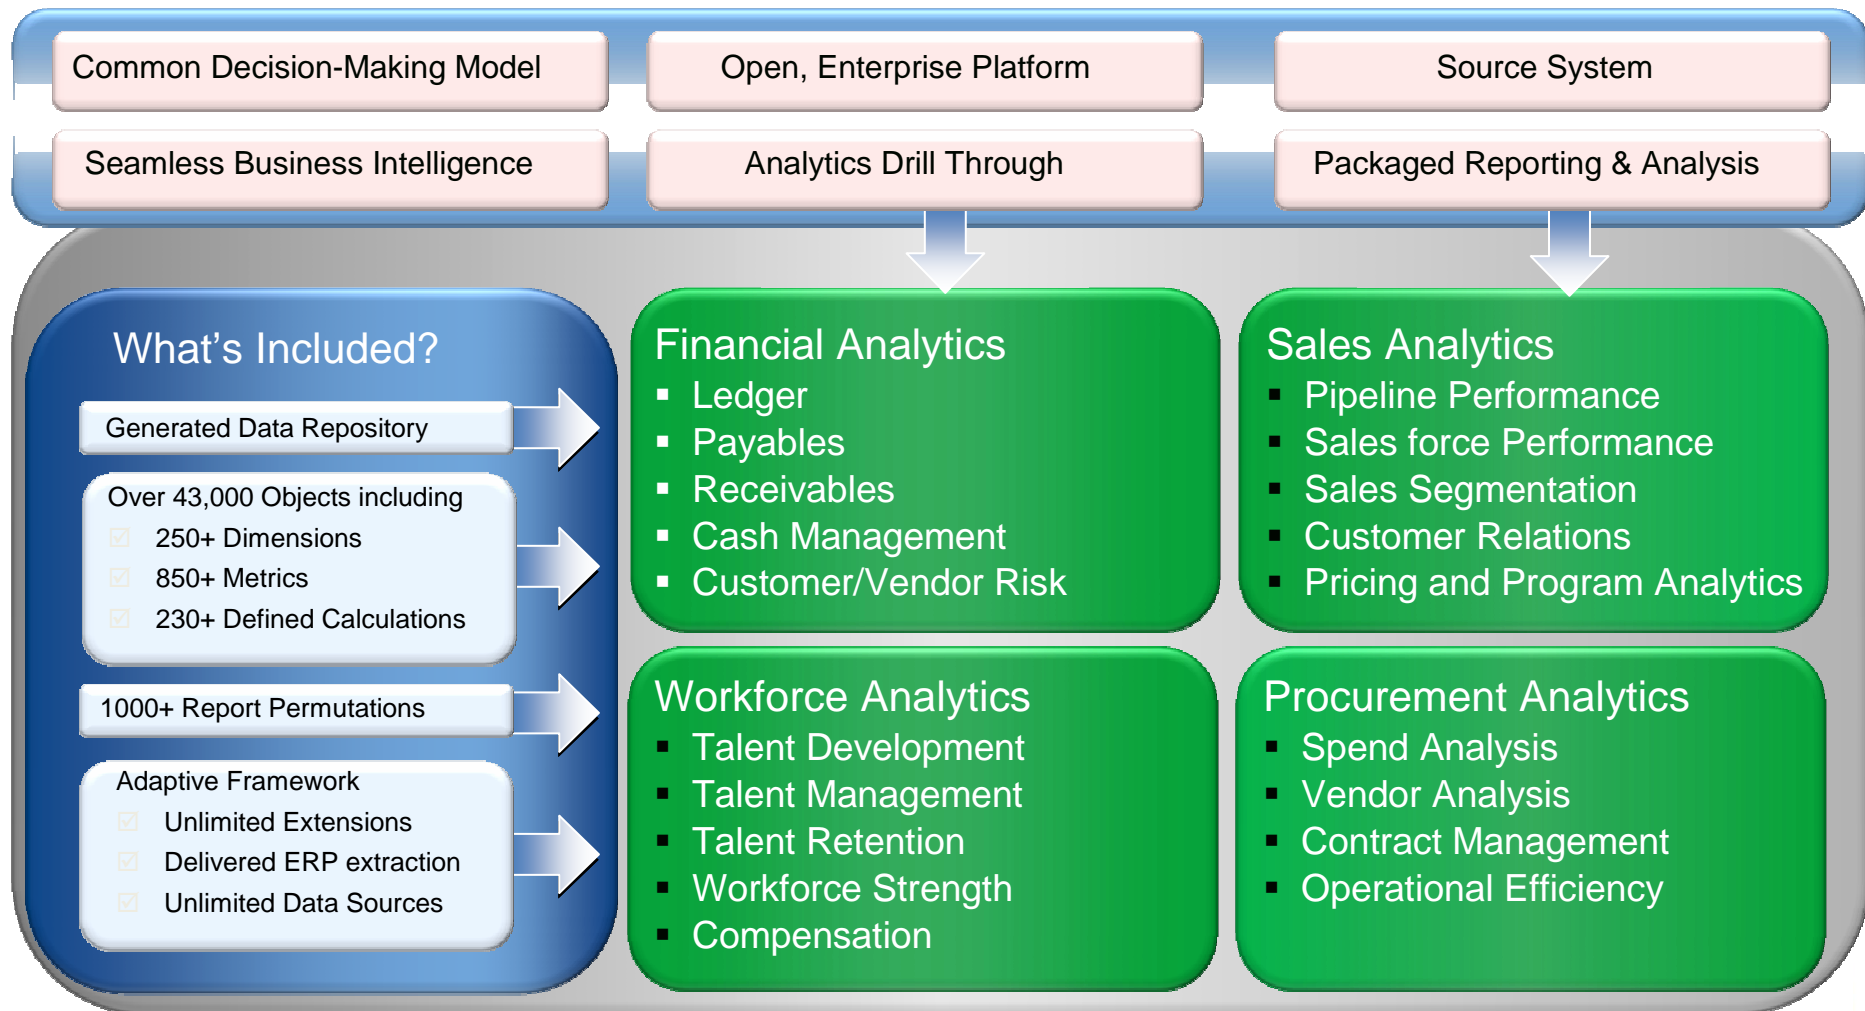 Common Decision-Making Model
Open, Enterprise Platform
Source System
Seamless Business Intelligence
Analytics Drill Through
Packaged Reporting & Analysis
What's Included?
Generated Data Repository
Over 43,000 Objects including
250+ Dimensions
850+ Metrics
230+ Defined Calculations
1000+ Report Permutations
Adaptive Framework
Unlimited Extensions
Delivered ERP extraction
Unlimited Data Sources
Financial Analytics
Ledger
Payables
Receivables
Cash Management
Customer/Vendor Risk
Sales Analytics
Pipeline Performance
Sales force Performance
Sales Segmentation
Customer Relations
Pricing and Program Analytics
Workforce Analytics
Talent Development
Talent Management
Talent Retention
Workforce Strength
Compensation
Procurement Analytics
Spend Analysis
Vendor Analysis
Contract Management
Operational Efficiency